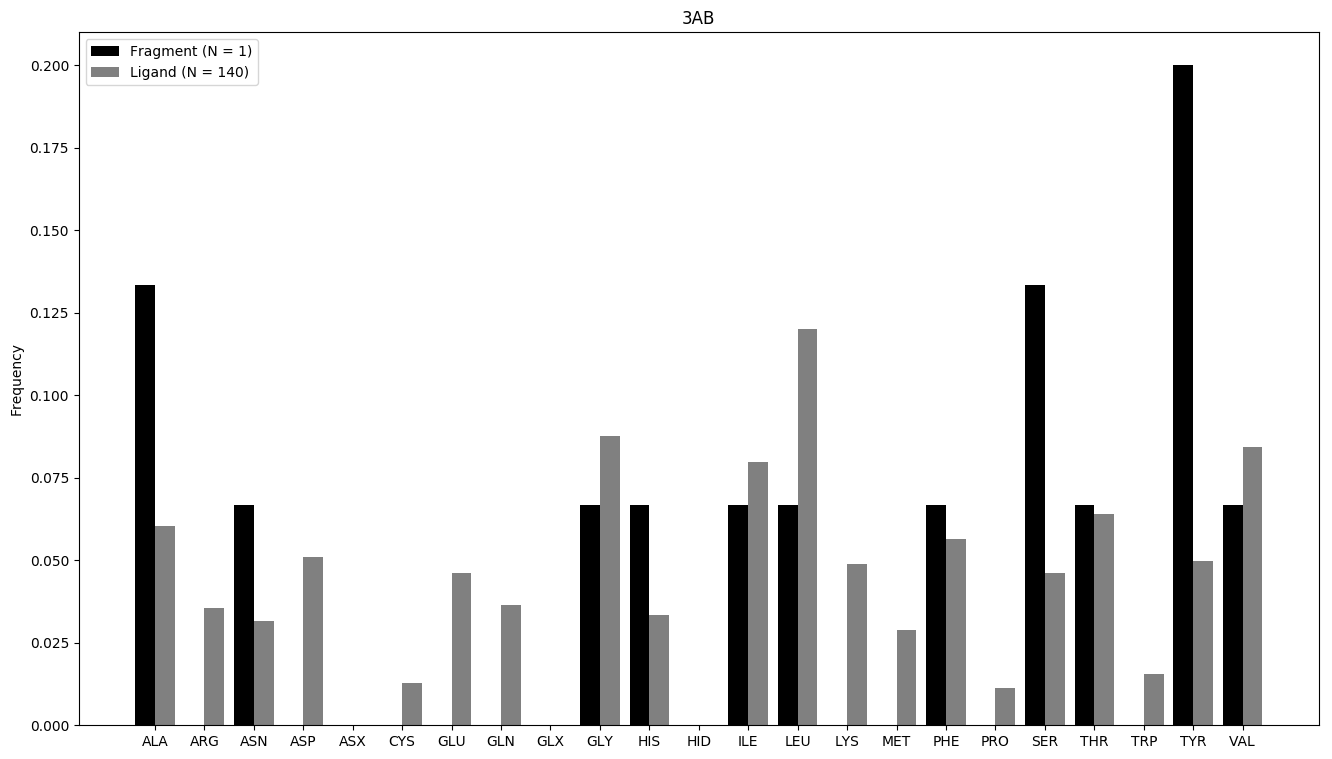 3AB
Fragment (N = 1)
Ligand (N = 140)
Frequency
0.200
0.175
0.150
0.125
0.100
0.075
0.050
0.025
0.000
ALA ARG ASN ASP ASX CYS GLU GLN GLX GLY HIS HID ILE LEU LYS MET PHE PRO SER THR TRP TYR VAL